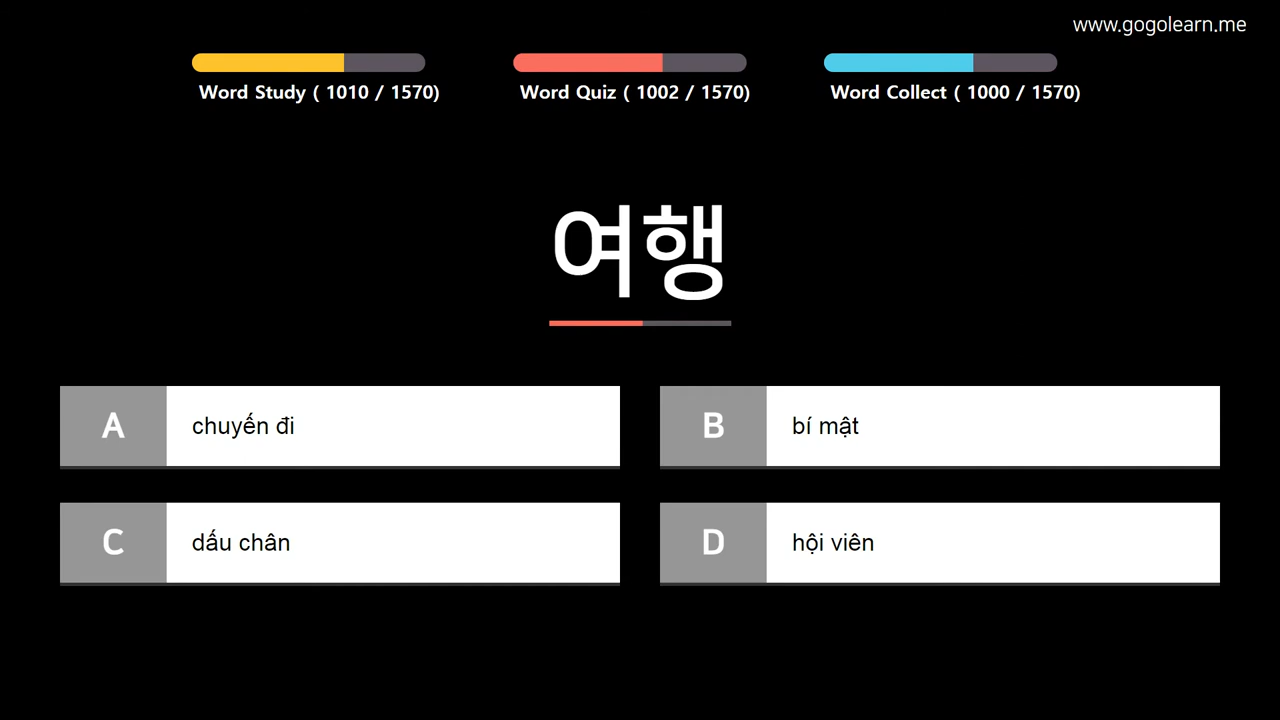 www.gogolearn.me
Word Study ( 1010 / 1570)
Word Quiz ( 1002 / 1570)
Word Collect ( 1000 / 1570)
여행
A
chuyến đi
B
bí mật
C
dấu chân
D
hội viên